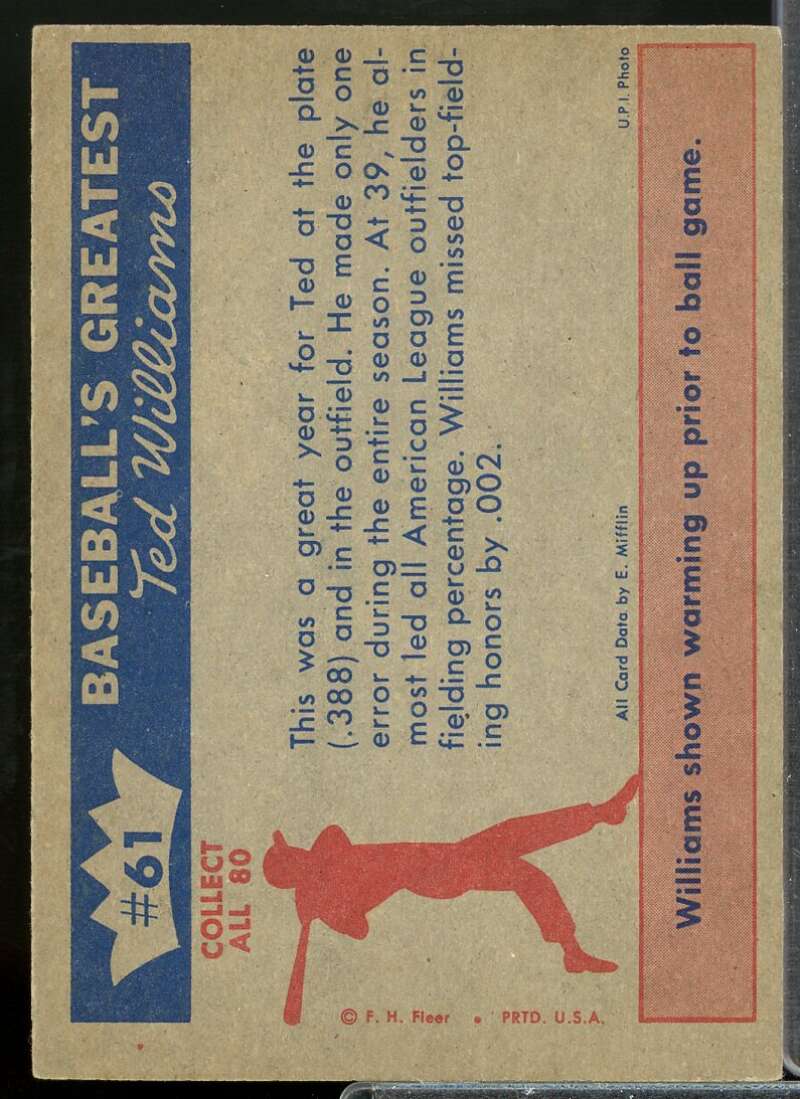 #61
BASEBALL'S GREATEST
Ted Williams
COLLECT
ALL 80
This was a great year for Ted at the plate
(.388) and in the outfield. He made only one
error during the entire season. At 39, he al-
most led all American League outfielders in
fielding percentage. Williams missed top-field-
ing honors by .002.
© F. H. Fleer • PRTD. U.S.A.
All Card Data by E. Mifflin
U.P.I. Photo
Williams shown warming up prior to ball game.